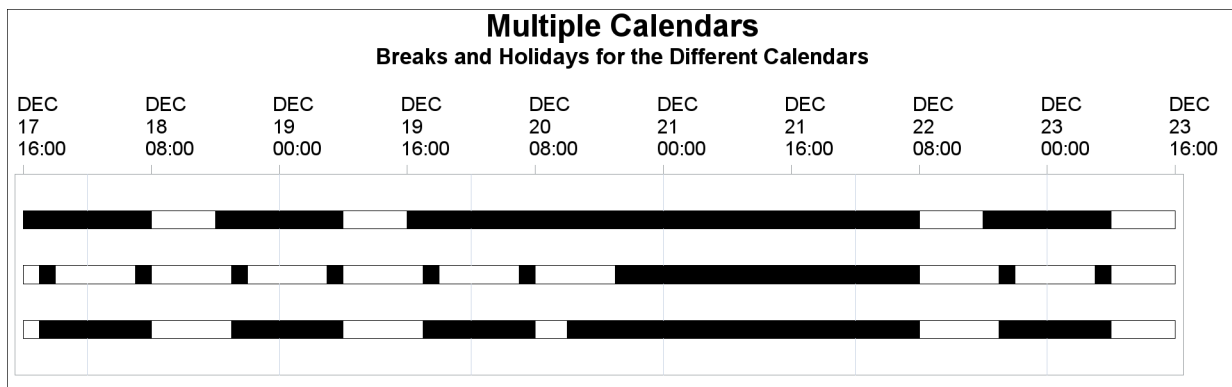 Multiple Calendars
Breaks and Holidays for the Different Calendars
DEC DEC DEC DEC DEC DEC DEC DEC DEC DEC
17 18 19 19 20 21 21 22 23 23
16:00 08:00 00:00 16:00 08:00 00:00 16:00 08:00 00:00 16:00